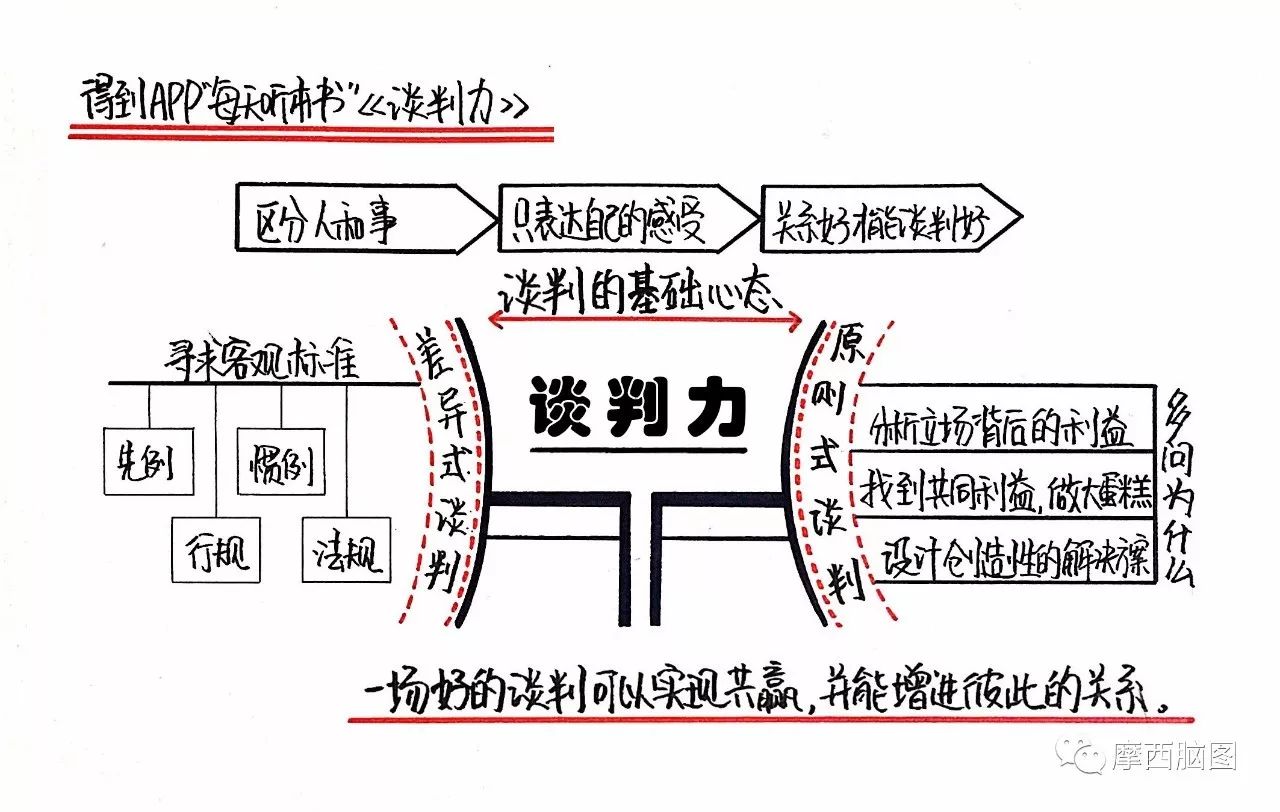 得到APP“每天听本书”《谈判力》
区分人和事
只表达自己的感受
关系好才能谈判好
谈判的基础心态
谈判力
差异式谈判
寻求客观标准
先例
惯例
行规
法规
原则式谈判
分析立场背后的利益
找到共同利益,做大蛋糕
设计创造性的解决方案
多问为什么
一场好的谈判可以实现共赢,并能增进彼此的关系。
摩西脑图